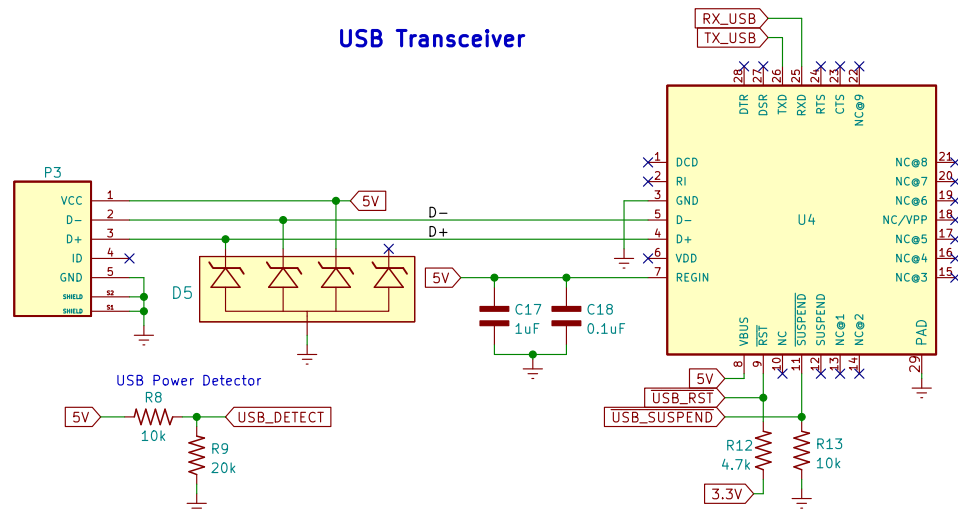 USB Transceiver
RX_USB
TX_USB
28 27 26 25 24 23 22
DTR DSR TXD RXD RTS CTS NC@9
P3
VCC 1
D- 2
D+ 3
ID 4
GND 5
SHIELD S2
SHIELD S1
5V
D-
D+
D5
5V
C17
1uF
C18
0.1uF
1 DCD
2 RI
3 GND
5 D-
4 D+
6 VDD
7 REGIN
U4
NC@8 21
NC@7 20
NC@6 19
NC/VPP 18
NC@5 17
NC@4 16
NC@3 15
VBUS RST NC SUSPEND SUSPEND NC@1 NC@2 PAD
8 9 10 11 12 13 14 29
USB Power Detector
5V
R8
10k
USB_DETECT
R9
20k
5V
USB_RST
USB_SUSPEND
R12
4.7k
R13
10k
3.3V